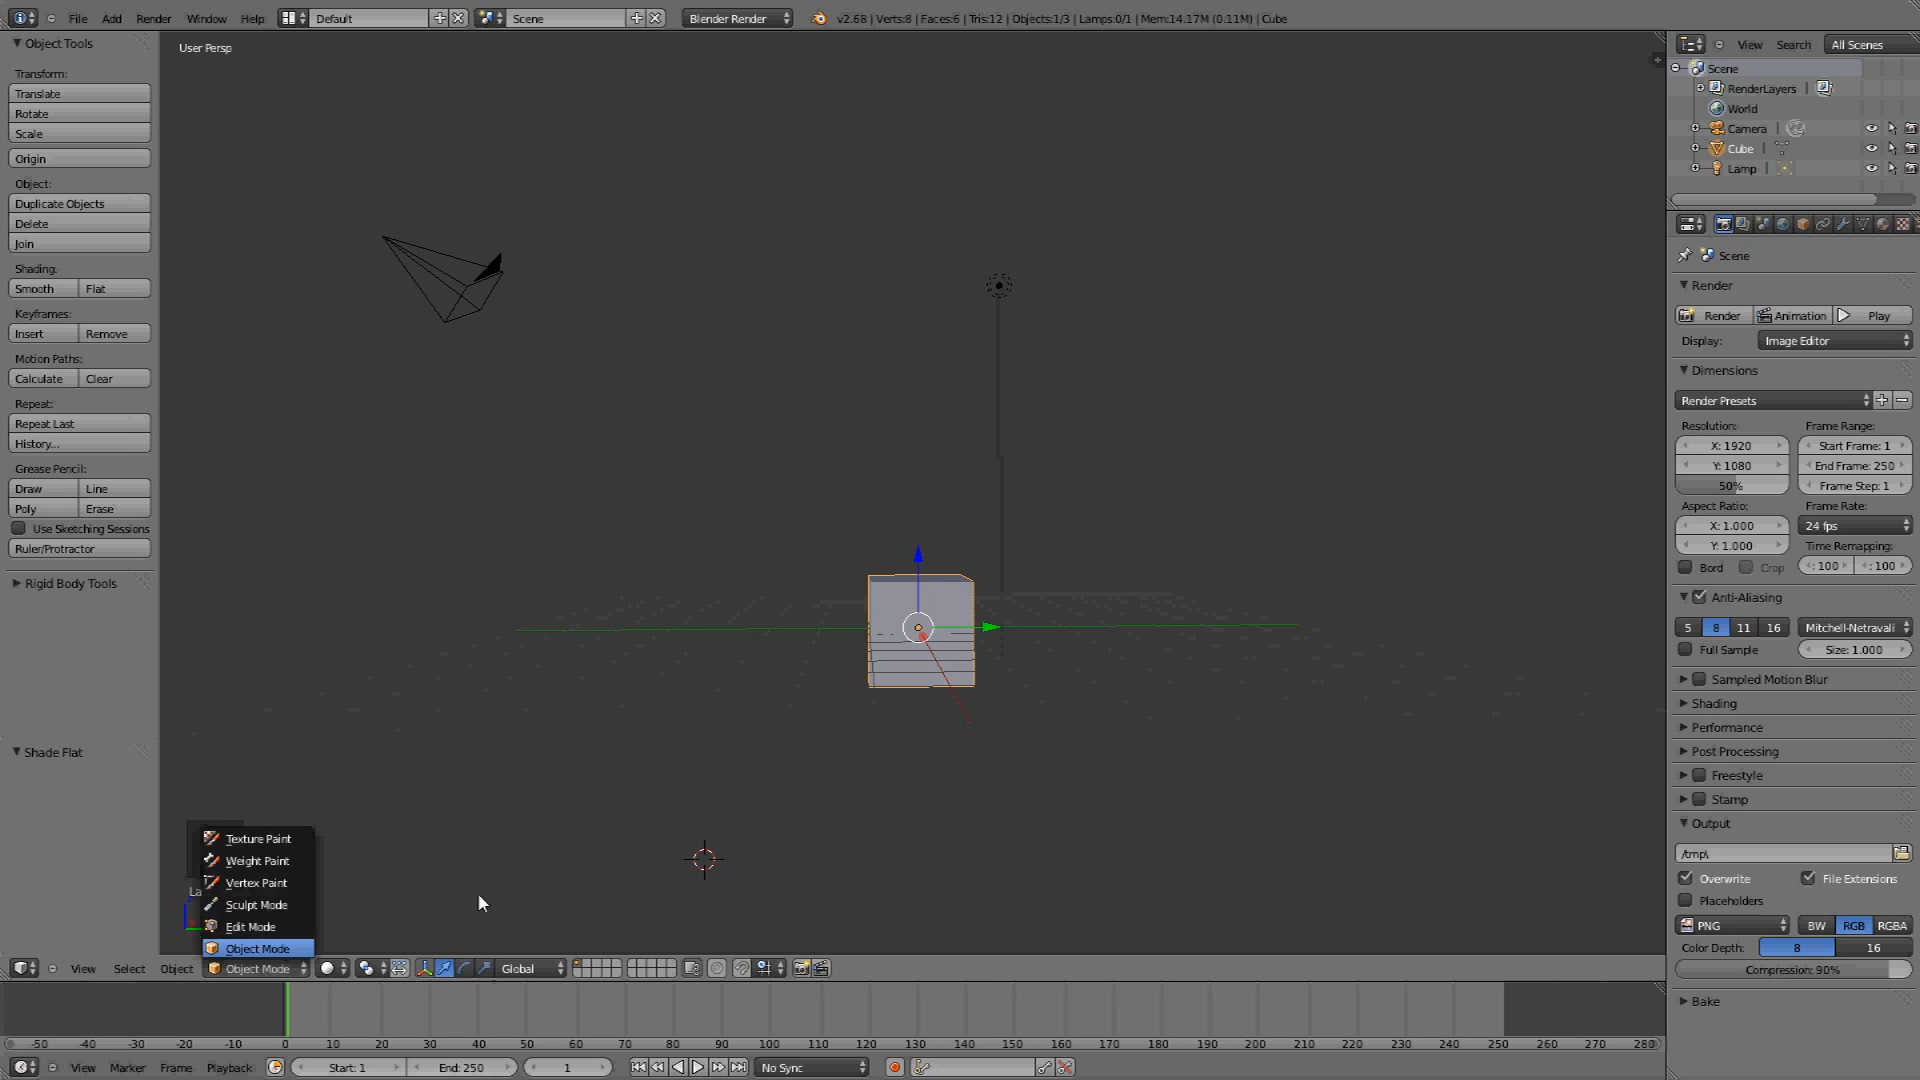 File Add Render Window Help Default Scene Blender Render v2.68 | Verts:8 | Faces:6 | Tris:12 | Objects:1/3 | Lamps:0/1 | Mem:14.17M (0.11M) | Cube
Object Tools
Transform:
Translate
Rotate
Scale
Origin
Object:
Duplicate Objects
Delete
Join
Shading:
Smooth Flat
Keyframes:
Insert Remove
Motion Paths:
Calculate Clear
Repeat:
Repeat Last
History...
Grease Pencil:
Draw Line
Poly Erase
Use Sketching Sessions
Ruler/Protractor
Rigid Body Tools
Shade Flat
User Persp
Texture Paint
Weight Paint
Vertex Paint
Sculpt Mode
Edit Mode
Object Mode
View Select Object Object Mode Global
-50 -40 -30 -20 -10 0 10 20 30 40 50 60 70 80 90 100 110 120 130 140 150 160 170 180 190 200 210 220 230 240 250 260 270 280
View Marker Frame Playback Start: 1 End: 250 1 No Sync
View Search All Scenes
Scene
RenderLayers |
World
Camera |
Cube |
Lamp |
Scene
Render
Render Animation Play
Display: Image Editor
Dimensions
Render Presets
Resolution: Frame Range:
X: 1920 Start Frame: 1
Y: 1080 End Frame: 250
50% Frame Step: 1
Aspect Ratio: Frame Rate:
X: 1.000 24 fps
Y: 1.000 Time Remapping:
Bord Crop : 100 : 100
Anti-Aliasing
5 8 11 16 Mitchell-Netravali
Full Sample Size: 1.000
Sampled Motion Blur
Shading
Performance
Post Processing
Freestyle
Stamp
Output
/tmp\
Overwrite File Extensions
Placeholders
PNG BW RGB RGBA
Color Depth: 8 16
Compression: 90%
Bake